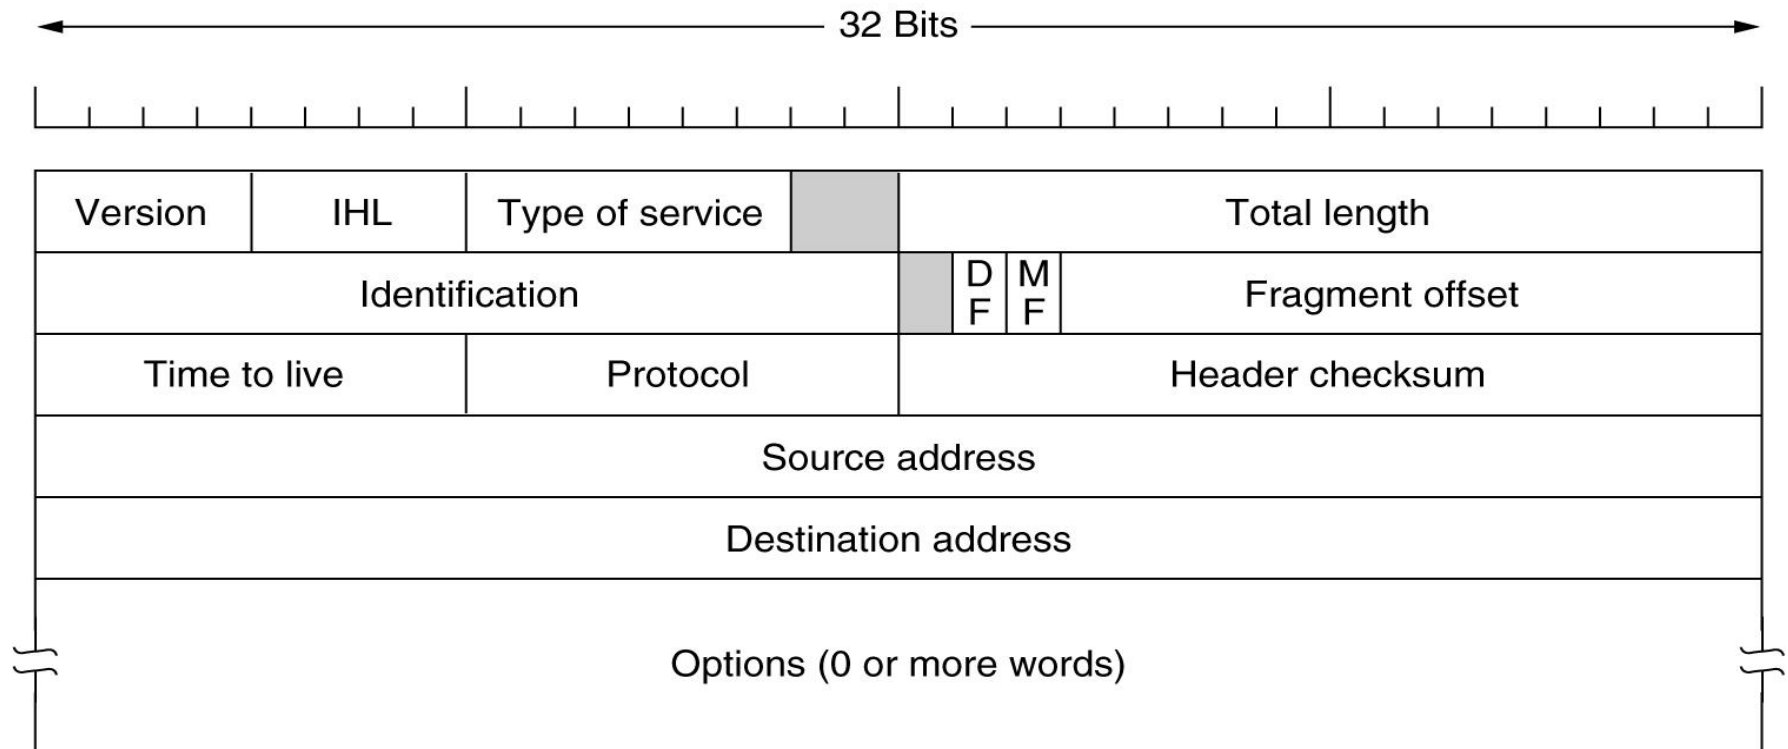 32 Bits
Version IHL Type of service Total length
Identification D F M F Fragment offset
Time to live Protocol Header checksum
Source address
Destination address
Options (0 or more words)